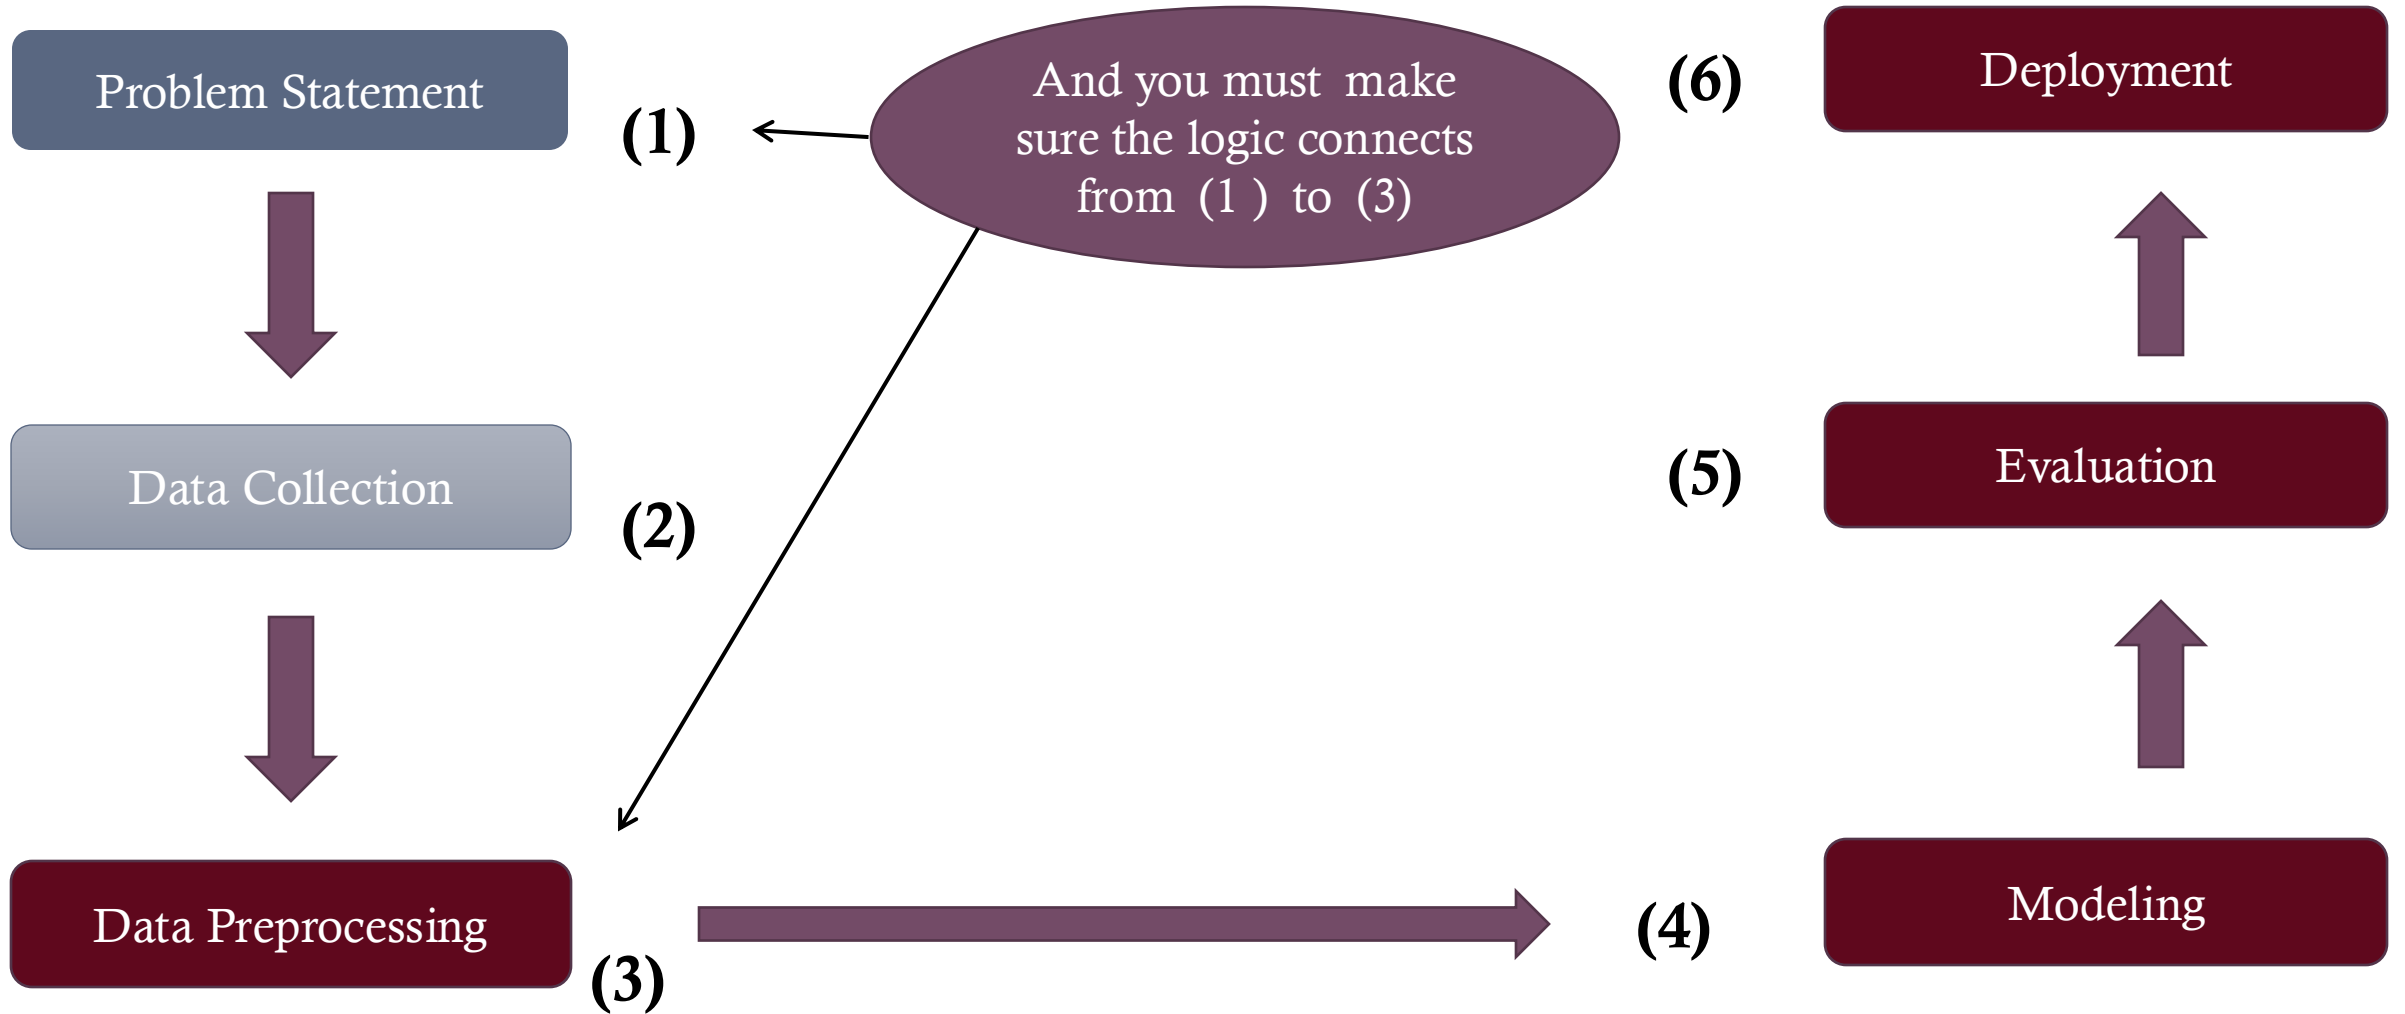 Problem Statement
(1)
And you must make
sure the logic connects
from (1 ) to (3)
(6)
Deployment
Data Collection
(2)
(5)
Evaluation
Data Preprocessing
(3)
(4)
Modeling